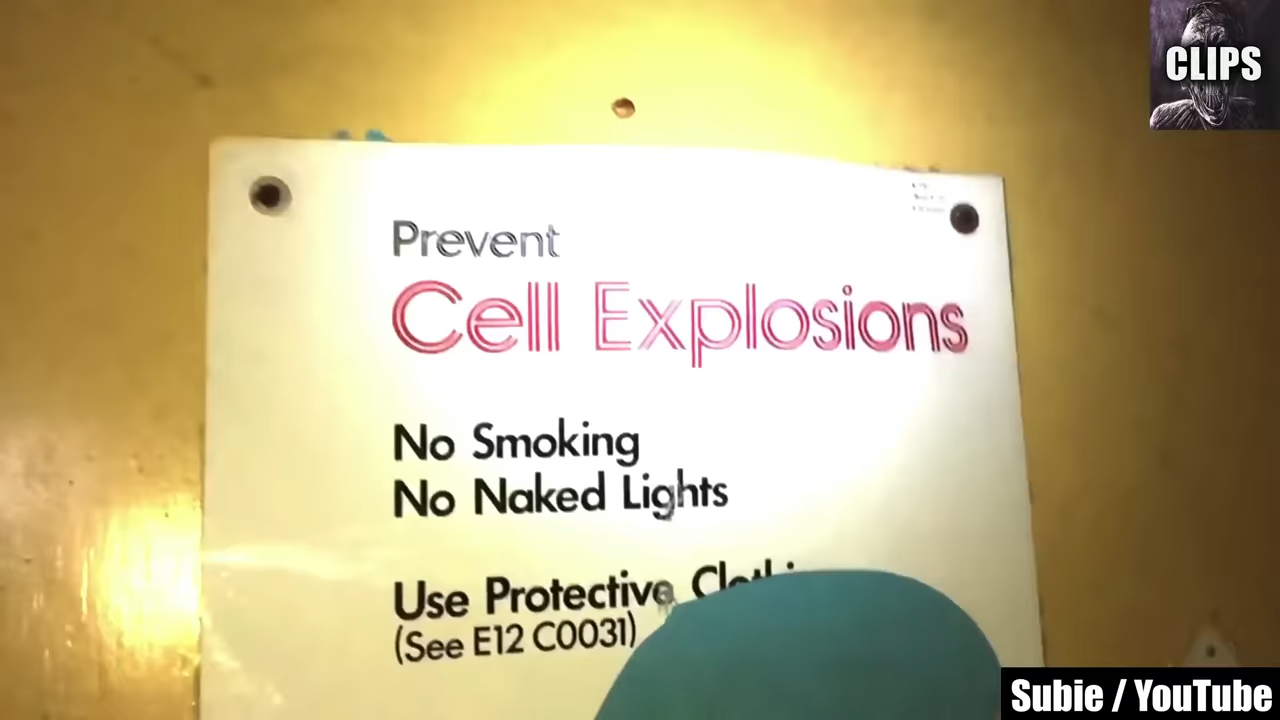 CLIPS
Prevent
Cell Explosions
No Smoking
No Naked Lights
Use Protective
(See E12 C0031)
Subie / YouTube